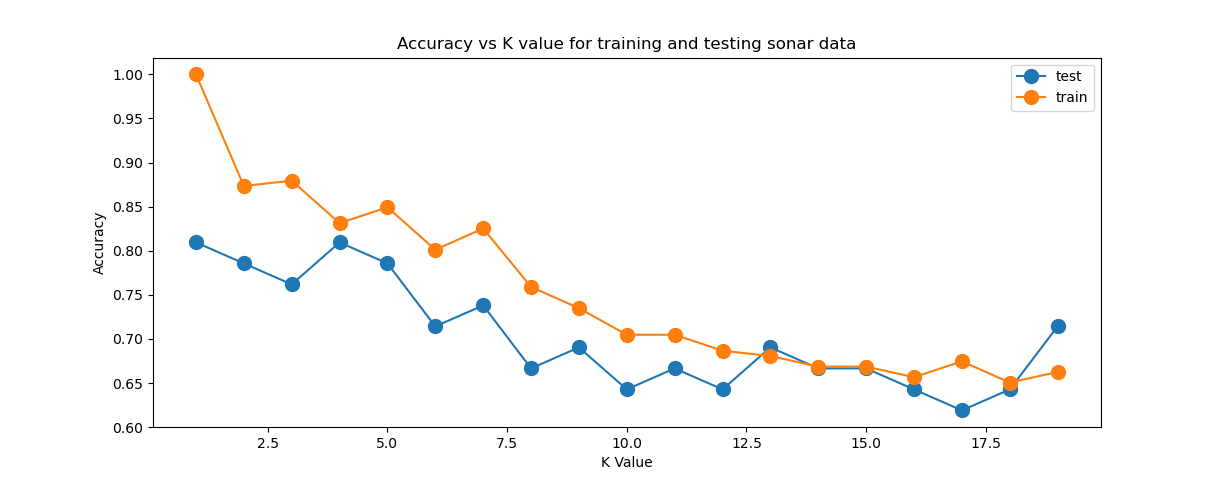 Accuracy vs K value for training and testing sonar data
test
train
1.00
0.95
0.90
0.85
0.80
0.75
0.70
0.65
0.60
Accuracy
2.5 5.0 7.5 10.0 12.5 15.0 17.5
K Value